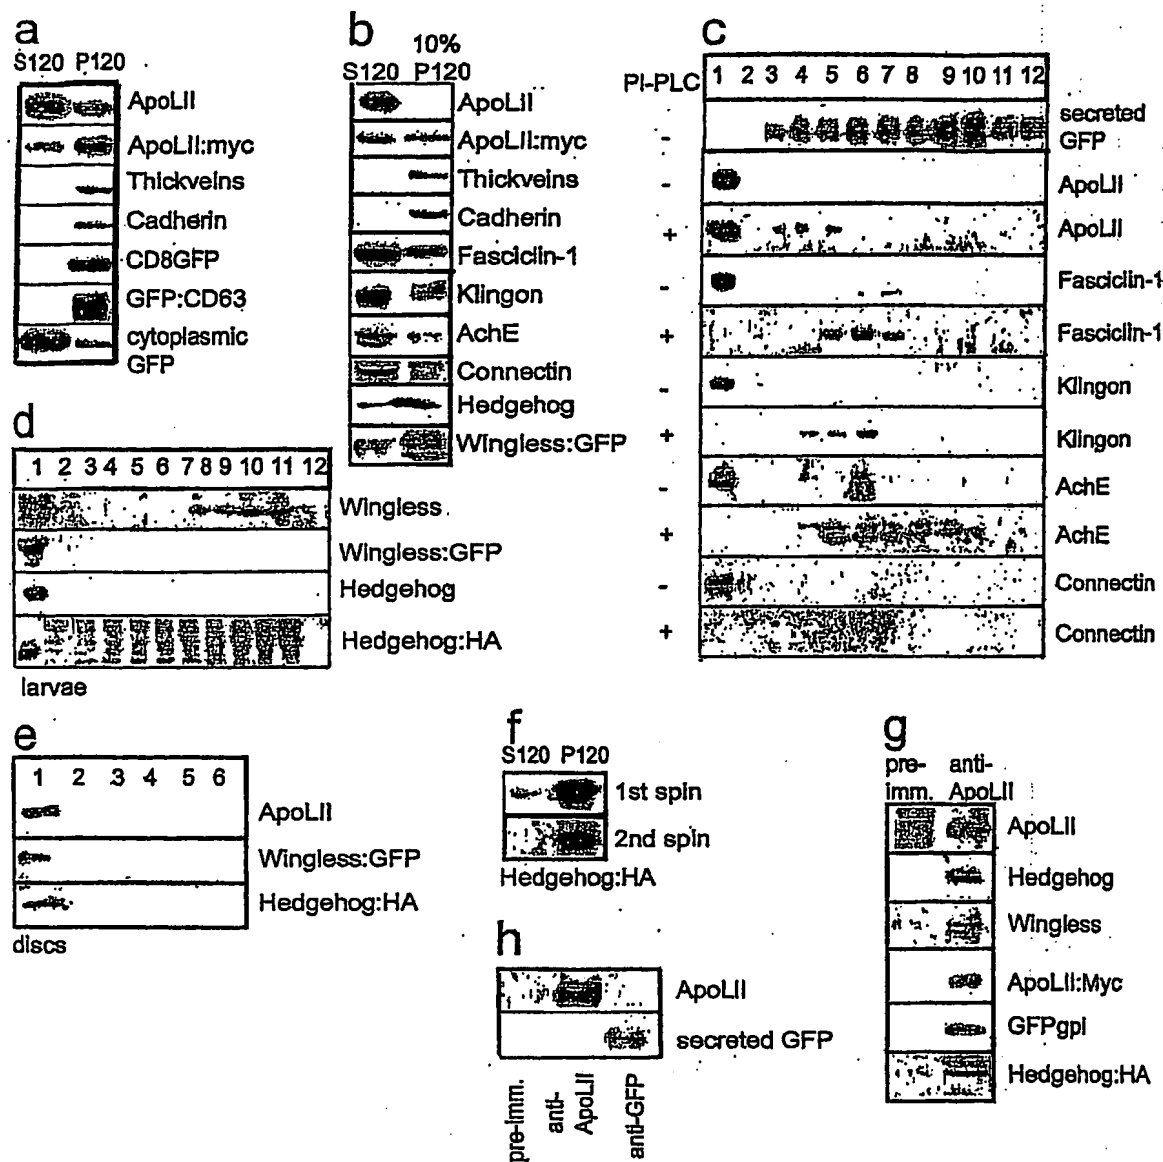 a
S120 P120
ApoLII
ApoLII:myc
Thickveins
Cadherin
CD8GFP
GFP:CD63
cytoplasmic
GFP
b
10%
S120 P120
ApoLII
ApoLII:myc
Thickveins
Cadherin
Fasciclin-1
Klingon
AchE
Connectin
Hedgehog
Wingless:GFP
c
PI-PLC 1 2 3 4 5 6 7 8 9 10 11 12
- secreted
GFP
- ApoLII
+ ApoLII
- Fasciclin-1
+ Fasciclin-1
- Klingon
+ Klingon
- AchE
+ AchE
- Connectin
+ Connectin
d
1 2 3 4 5 6 7 8 9 10 11 12
Wingless
Wingless:GFP
Hedgehog
Hedgehog:HA
larvae
e
1 2 3 4 5 6
ApoLII
Wingless:GFP
Hedgehog:HA
discs
f
S120 P120
1st spin
2nd spin
Hedgehog:HA
g
pre- anti-
imm. ApoLII
ApoLII
Hedgehog
Wingless
ApoLII:Myc
GFPgpi
Hedgehog:HA
h
ApoLII
secreted GFP
pre-imm.
anti-
ApoLII
anti-GFP